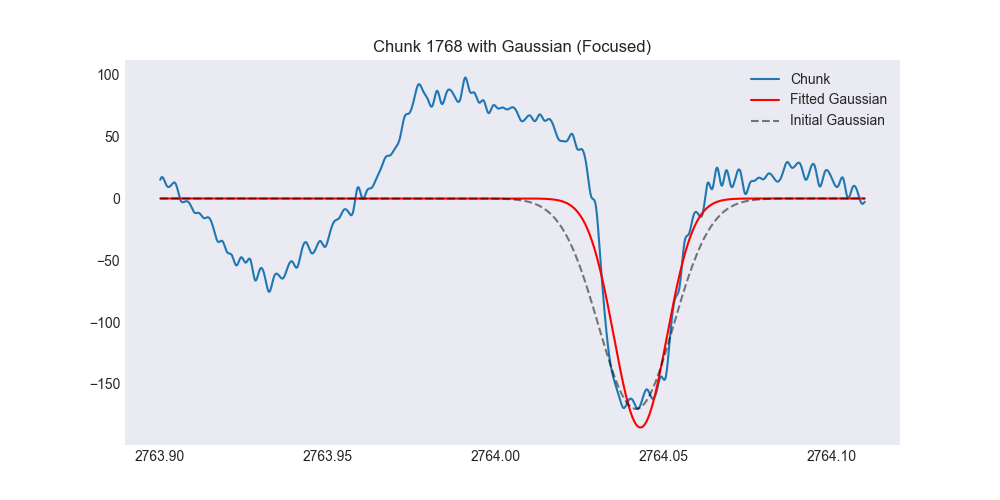 Chunk 1768 with Gaussian (Focused)
100
50
0
−50
−100
−150
Chunk
Fitted Gaussian
Initial Gaussian
2763.90 2763.95 2764.00 2764.05 2764.10